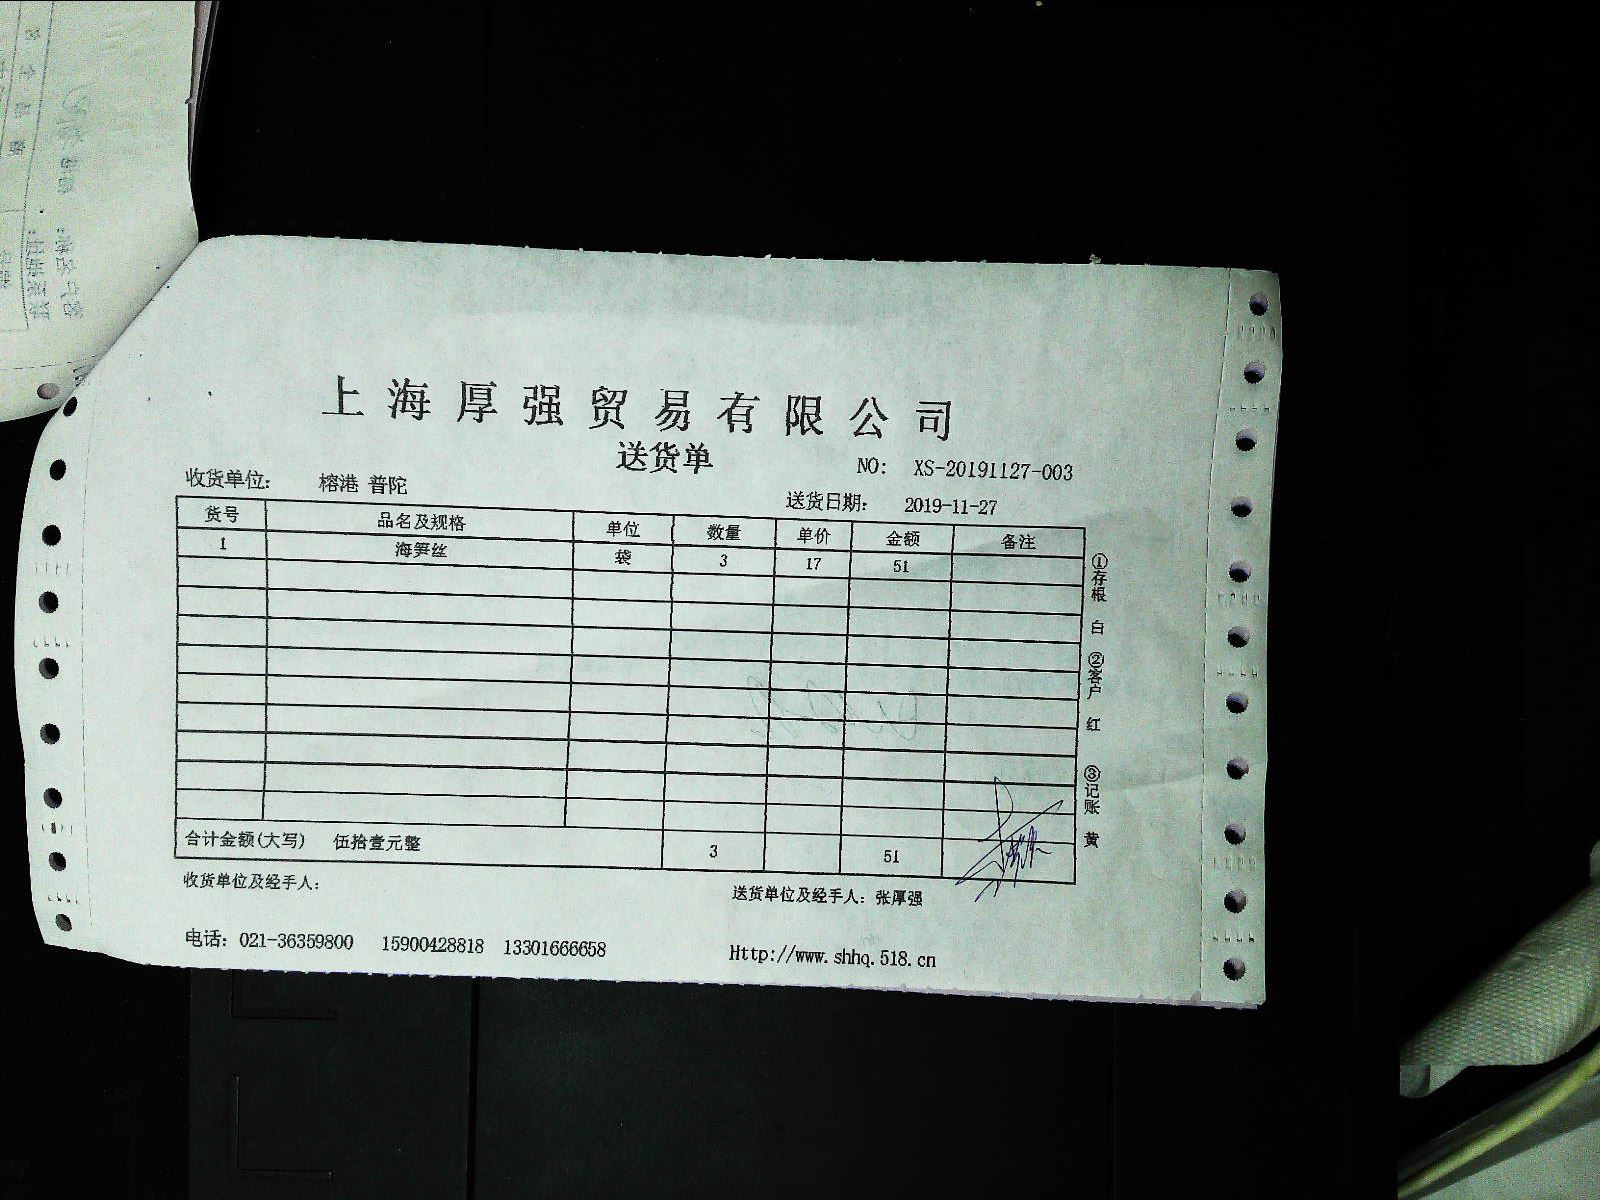 上海厚强贸易有限公司
送货单
NO: XS-20191127-003
收货单位: 榕港 普陀
送货日期: 2019-11-27
货号 品名及规格 单位 数量 单价 金额 备注
1 海笋丝 袋 3 17 51
合计金额(大写) 伍拾壹元整 3 51
①存根 白 ②客户 红 ③记账 黄
收货单位及经手人:
送货单位及经手人: 张厚强
电话: 021-36359800 15900428818 13301666658
Http://www.shhq.518.cn